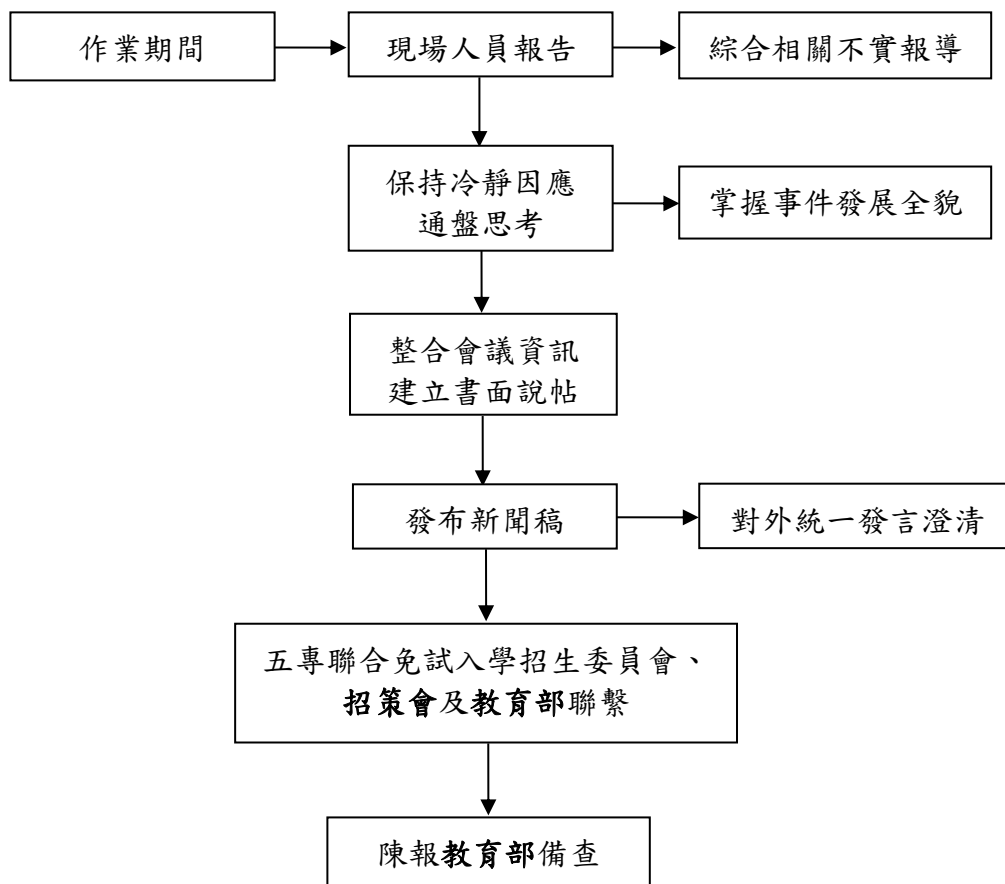 作業期間
現場人員報告
綜合相關不實報導
保持冷靜因應
通盤思考
掌握事件發展全貌
整合會議資訊
建立書面說帖
發布新聞稿
對外統一發言澄清
五專聯合免試入學招生委員會、
招策會及教育部聯繫
陳報教育部備查